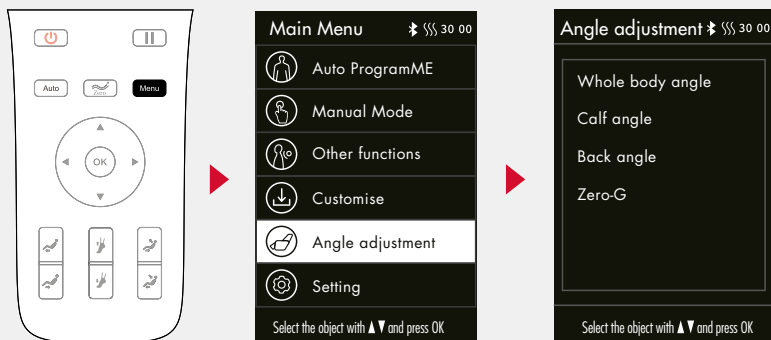 Auto
Zero
Menu
OK
Main Menu 30 00
Auto ProgramME
Manual Mode
Other functions
Customise
Angle adjustment
Setting
Select the object with ▲▼ and press OK
Angle adjustment 30 00
Whole body angle
Calf angle
Back angle
Zero-G
Select the object with ▲▼ and press OK